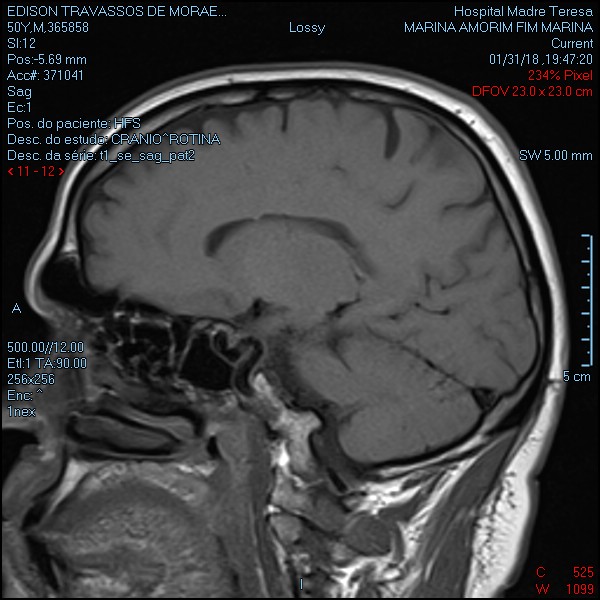 EDISON TRAVASSOS DE MORAE...
50Y,M,365858
Sl:12
Pos:-5.69 mm
Acc#: 371041
Sag
Ec:1
Pos. do paciente: HFS
Desc. do estudo: CRANIO^ROTINA
Desc. da série: t1_se_sag_pat2
< 11 - 12 >
Lossy
Hospital Madre Teresa
MARINA AMORIM FIM MARINA
Current
01/31/18 ,19:47:20
234% Pixel
DFOV 23.0 x 23.0 cm
SW 5.00 mm
A
500.00//12.00
Etl:1 TA:90.00
256x256
Enc: ^
1nex
5 cm
I
C 525
W 1099